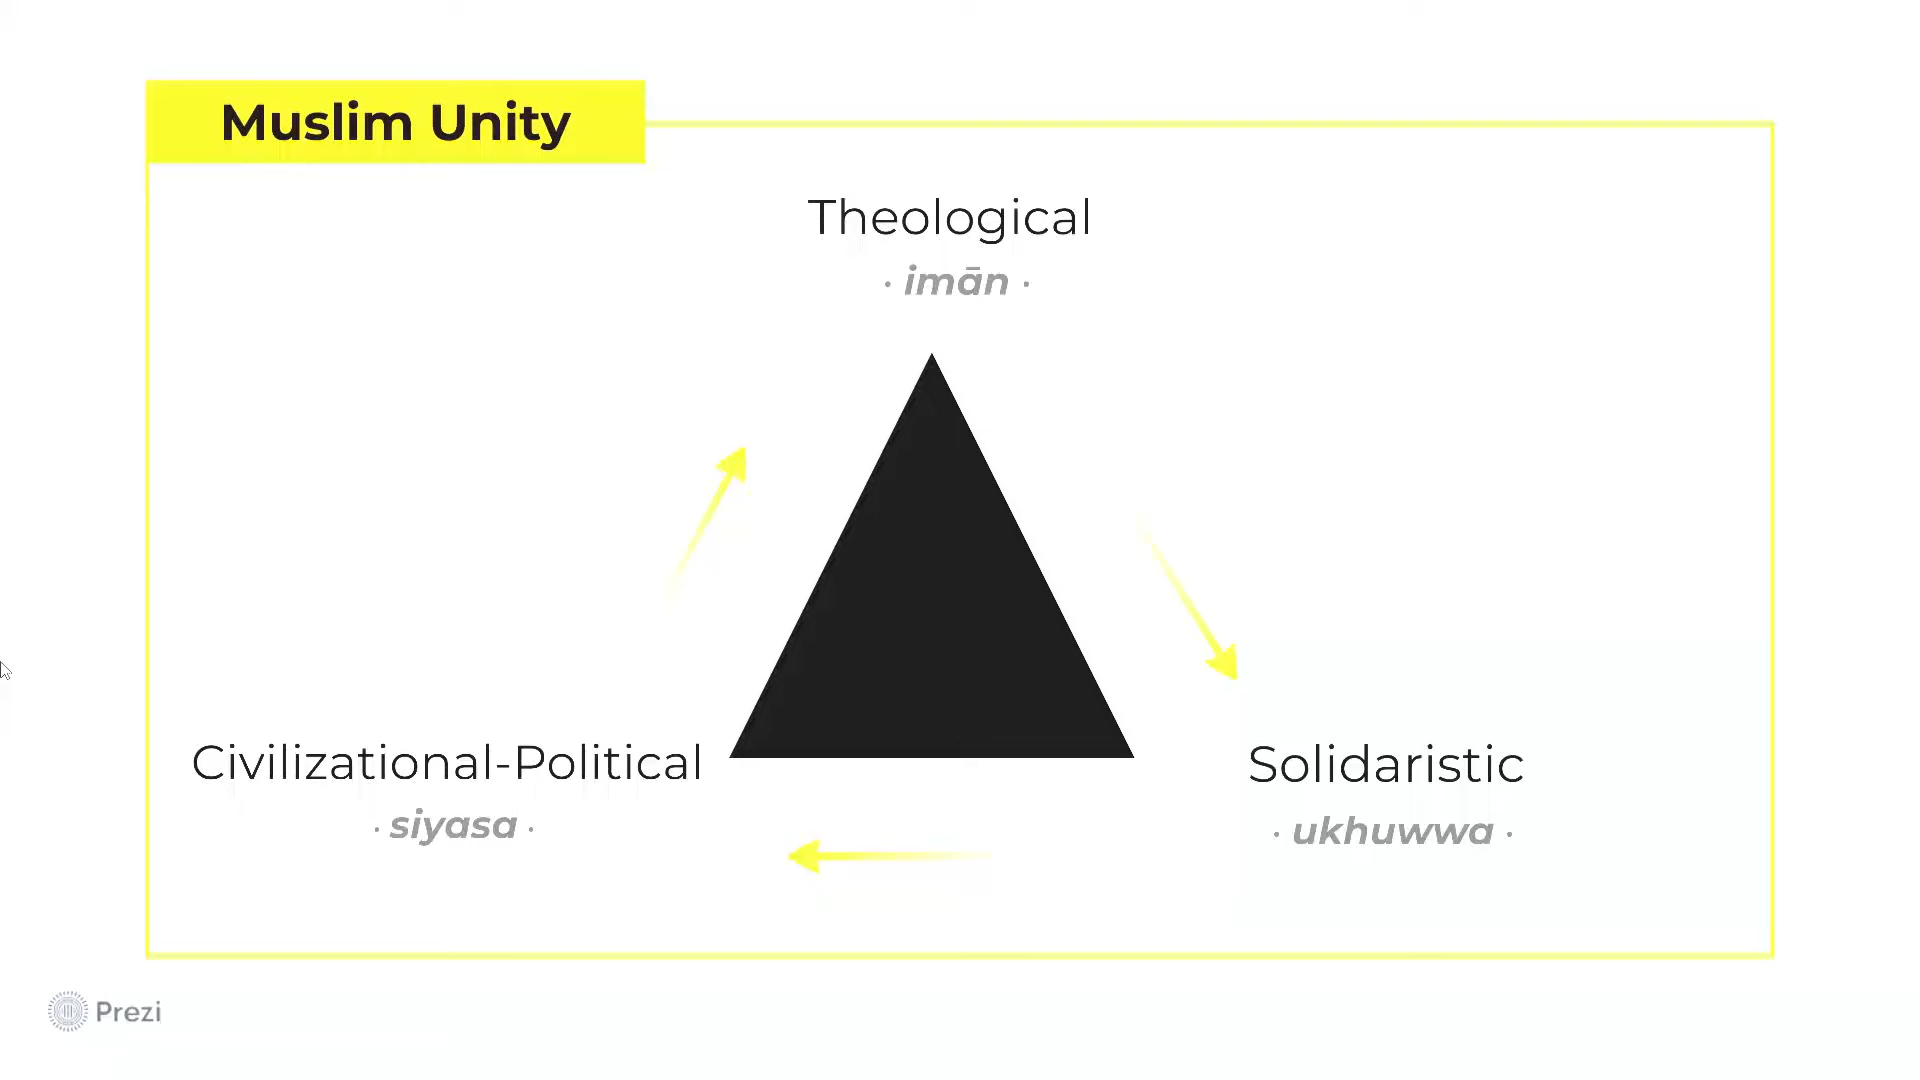 Muslim Unity
Theological
· imān ·
Civilizational-Political
· siyasa ·
Solidaristic
· ukhuwwa ·
Prezi